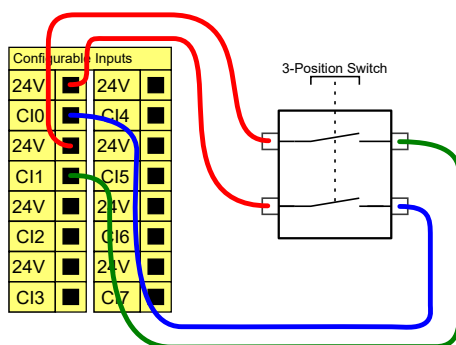 Configurable Inputs
3-Position Switch
24V 24V
CI0 CI4
24V 24V
CI1 CI5
24V 24V
CI2 CI6
24V 24V
CI3 CI7